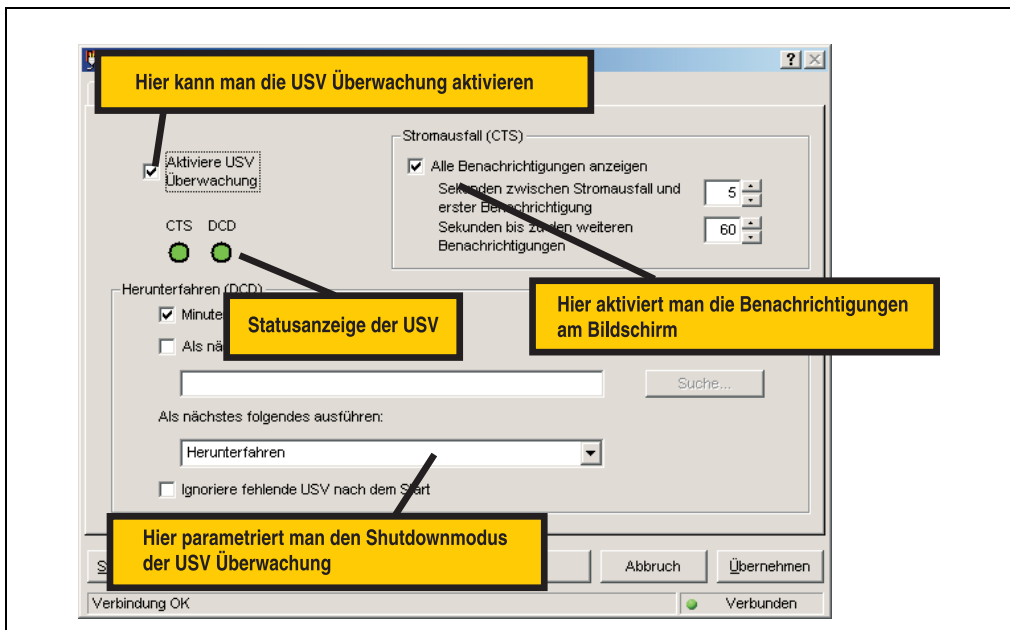 Hier kann man die USV Überwachung aktivieren
Stromausfall (CTS)
Aktiviere USV
Überwachung
Alle Benachrichtigungen anzeigen
Sekunden zwischen Stromausfall und
erster Benachrichtigung
5
Sekunden bis zu den weiteren
Benachrichtigungen
60
CTS DCD
Herunterfahren (DCD)
Statusanzeige der USV
Hier aktiviert man die Benachrichtigungen
am Bildschirm
Als
Suche...
Als nächstes folgendes ausführen:
Herunterfahren
Ignoriere fehlende USV nach dem Start
Hier parametriert man den Shutdownmodus
der USV Überwachung
Abbruch
Übernehmen
Verbindung OK
Verbunden